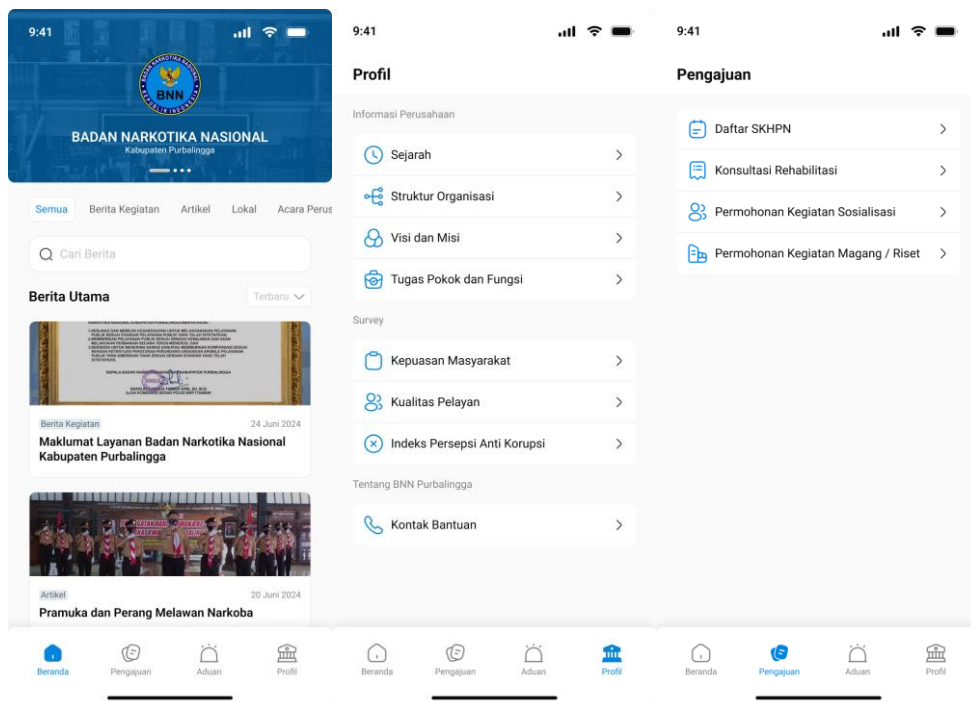 9:41
BADAN NARKOTIKA NASIONAL
BNN
REPUBLIK INDONESIA
BADAN NARKOTIKA NASIONAL
Kabupaten Purbalingga
Semua Berita Kegiatan Artikel Lokal Acara Perus
Cari Berita
Berita Utama Terbaru
Berita Kegiatan 24 Juni 2024
Maklumat Layanan Badan Narkotika Nasional
Kabupaten Purbalingga
Artikel 20 Juni 2024
Pramuka dan Perang Melawan Narkoba
Beranda Pengajuan Aduan Profil
9:41
Profil
Informasi Perusahaan
Sejarah
Struktur Organisasi
Visi dan Misi
Tugas Pokok dan Fungsi
Survey
Kepuasan Masyarakat
Kualitas Pelayan
Indeks Persepsi Anti Korupsi
Tentang BNN Purbalingga
Kontak Bantuan
Beranda Pengajuan Aduan Profil
9:41
Pengajuan
Daftar SKHPN
Konsultasi Rehabilitasi
Permohonan Kegiatan Sosialisasi
Permohonan Kegiatan Magang / Riset
Beranda Pengajuan Aduan Profil